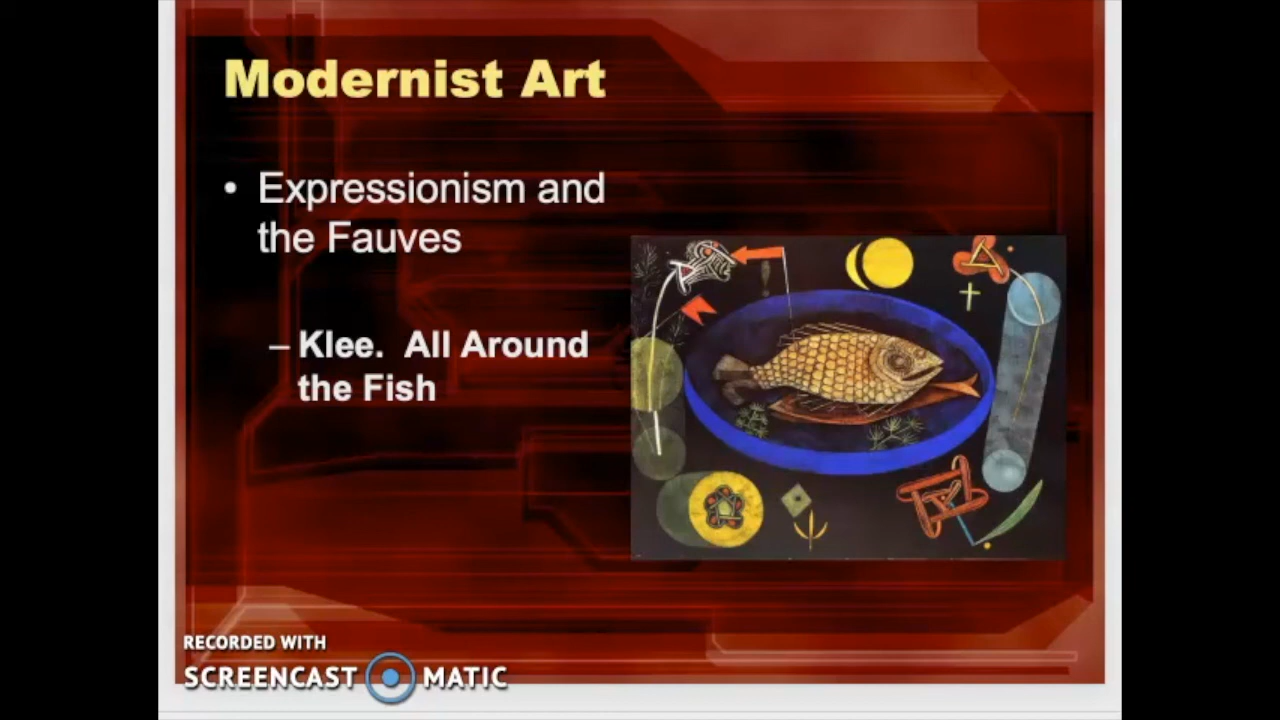 Modernist Art
• Expressionism and
the Fauves
– Klee.  All Around
the Fish
RECORDED WITH
SCREENCAST MATIC